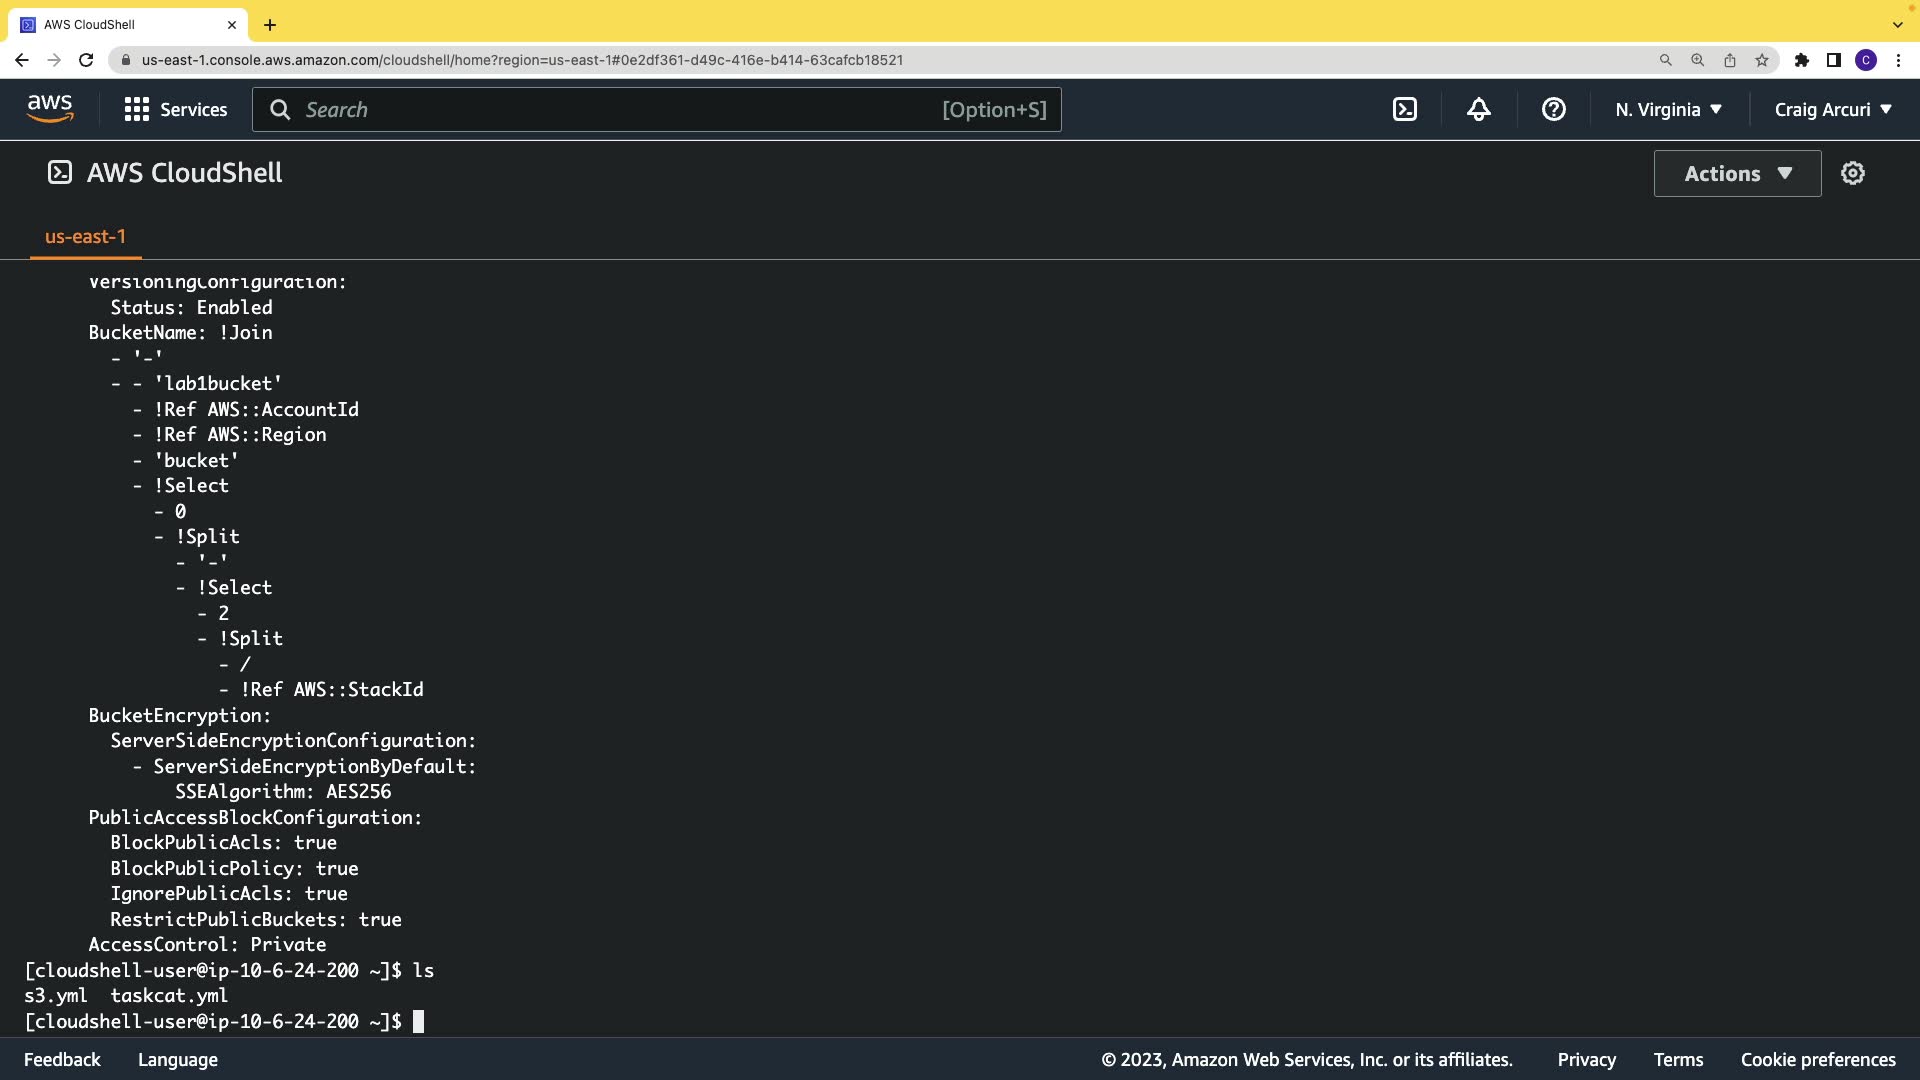 AWS CloudShell
us-east-1.console.aws.amazon.com/cloudshell/home?region=us-east-1#0e2df361-d49c-416e-b414-63cafcb18521
C
aws
Services
Search
[Option+S]
N. Virginia
Craig Arcuri
AWS CloudShell
Actions
us-east-1
VersioningConfiguration:
Status: Enabled
BucketName: !Join
- '-'
- - 'lab1bucket'
- !Ref AWS::AccountId
- !Ref AWS::Region
- 'bucket'
- !Select
- 0
- !Split
- '-'
- !Select
- 2
- !Split
- /
- !Ref AWS::StackId
BucketEncryption:
ServerSideEncryptionConfiguration:
- ServerSideEncryptionByDefault:
SSEAlgorithm: AES256
PublicAccessBlockConfiguration:
BlockPublicAcls: true
BlockPublicPolicy: true
IgnorePublicAcls: true
RestrictPublicBuckets: true
AccessControl: Private
[cloudshell-user@ip-10-6-24-200 ~]$ ls
s3.yml  taskcat.yml
[cloudshell-user@ip-10-6-24-200 ~]$
Feedback
Language
© 2023, Amazon Web Services, Inc. or its affiliates.
Privacy
Terms
Cookie preferences